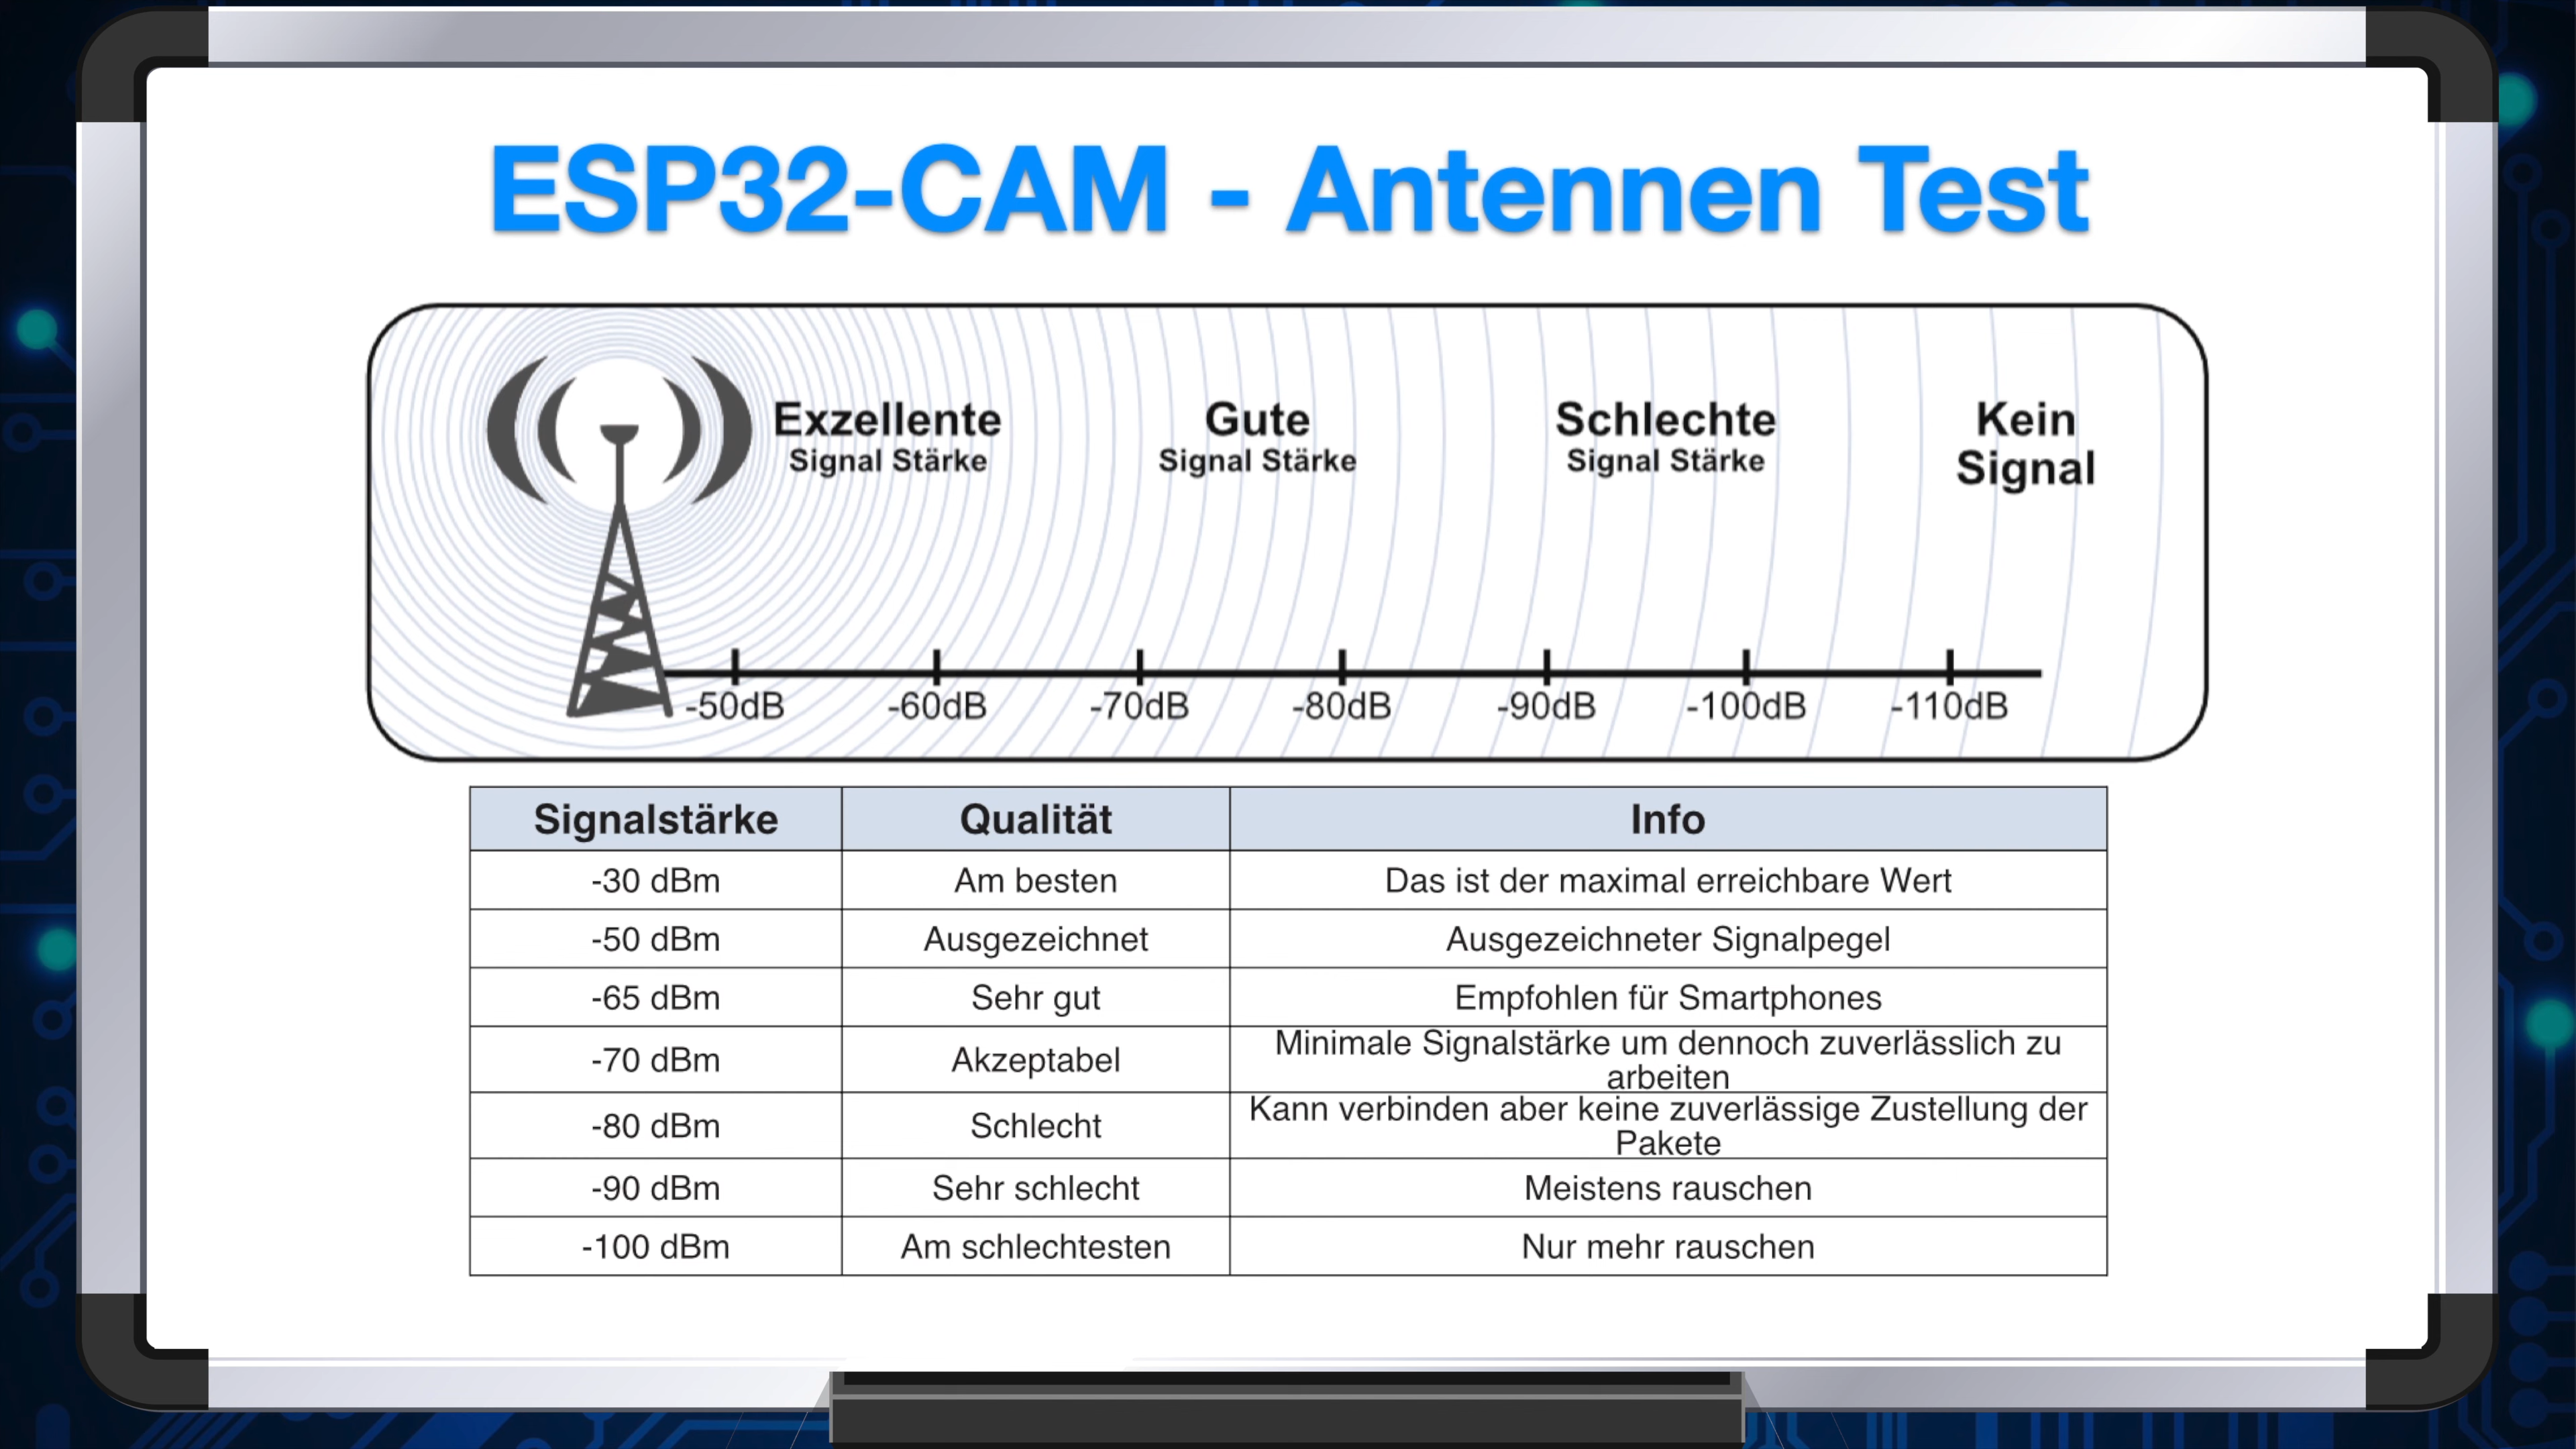 ESP32-CAM - Antennen Test
Exzellente
Signal Stärke
Gute
Signal Stärke
Schlechte
Signal Stärke
Kein
Signal
-50dB -60dB -70dB -80dB -90dB -100dB -110dB
Signalstärke Qualität Info
-30 dBm Am besten Das ist der maximal erreichbare Wert
-50 dBm Ausgezeichnet Ausgezeichneter Signalpegel
-65 dBm Sehr gut Empfohlen für Smartphones
-70 dBm Akzeptabel Minimale Signalstärke um dennoch zuverlässlich zu
arbeiten
-80 dBm Schlecht Kann verbinden aber keine zuverlässige Zustellung der
Pakete
-90 dBm Sehr schlecht Meistens rauschen
-100 dBm Am schlechtesten Nur mehr rauschen